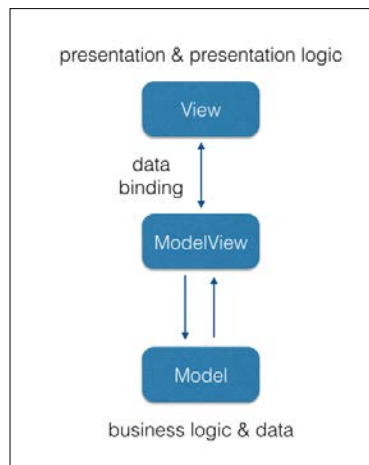 presentation & presentation logic
View
data
binding
ModelView
Model
business logic & data